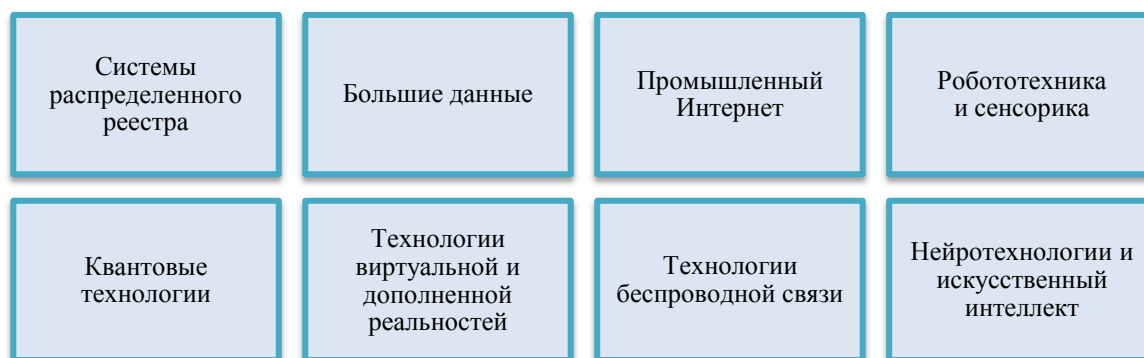 Системы
распределенного
реестра
Большие данные
Промышленный
Интернет
Робототехника
и сенсорика
Квантовые
технологии
Технологии
виртуальной и
дополненной
реальностей
Технологии
беспроводной связи
Нейротехнологии и
искусственный
интеллект